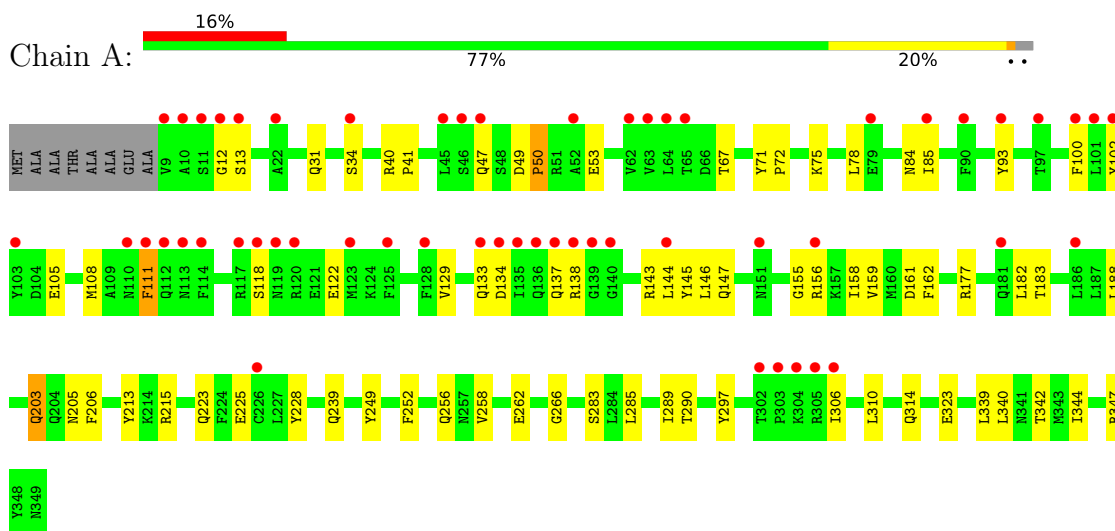 16%
Chain A:
77% 20% • •
MET ALA ALA THR ALA ALA GLU ALA V9 A10 S11 G12 S13 A22 Q31 S34 R40 P41 L45 S46 Q47 S48 D49 P50 R51 A52 E53 V62 V63 L64 T65 D66 T67 Y71 P72 K75 L78 E79 N84 I85 F90 Y93 T97 F100 L101 Y102
Y103 D104 E105 M108 A109 N110 F111 Q112 N113 F114 R117 S118 N119 R120 E121 E122 M123 K124 F125 F128 V129 Q133 D134 I135 Q136 Q137 R138 G139 G140 R143 L144 Y145 L146 Q147 N151 G155 R156 K157 I158 V159 M160 D161 F162 R177 Q181 L182 T183 L186 L187 L188
Q203 Q204 N205 F206 Y213 K214 R215 Q223 F224 E225 C226 L227 Y228 Q239 Y249 F252 Q256 N257 V258 E262 G266 S283 L284 L285 I289 T290 Y297 T302 P303 K304 R305 I306 L310 Q314 E323 L339 L340 N341 T342 M343 I344
Y348 N349